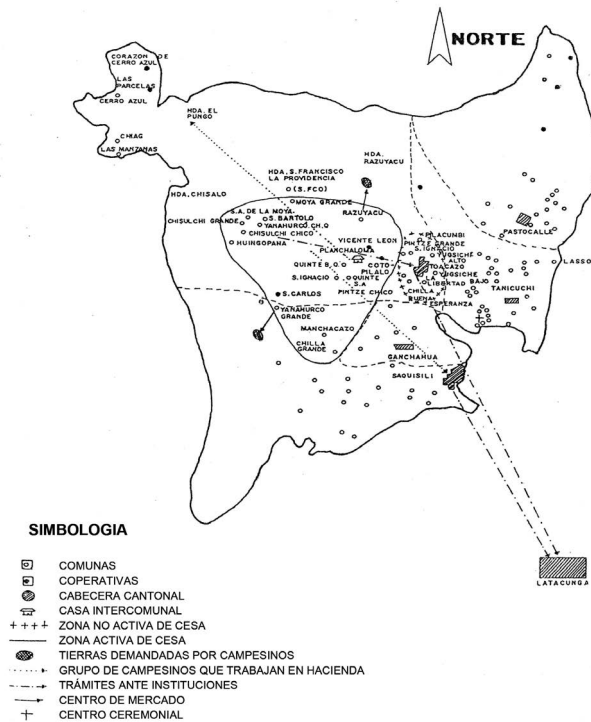 NORTE
CORAZON DE
CERRO AZUL
LAS
PARCELAS
CERRO AZUL
CHIAG
LAS MANZANAS
HDA. EL
PUNGO
HDA. S. FRANCISCO
LA PROVIDENCIA
(S. FCO)
HDA.
RAZUYACU
HDA. CHISALO
MOYA GRANDE
S.A. DE LA MOYA
S. BARTOLO
RAZUYACU
CHISULCHI GRANDE
YANAHURCO CH.
CHISULCHI CHICO
HUINGOPANA
VICENTE LEON
PLANCHALOMA
QUINTE B.
COTO
PILALO
S. IGNACIO
QUINTE
S.A
PINTZE CHICO
S. CARLOS
YANAHURCO
GRANDE
MANCHACAZO
CHILLA
GRANDE
PILACUMBI
PINTZE GRANDE
S. IGNACIO
YUGSICHE
ALTO
TOACAZO
YUGSICHE
BAJO
LA
LIBERTAD
CHILLA
BUENA
ESPERANZA
PASTOCALLE
LASSO
TANICUCHI
CANCHAHUA
SAQUISILI
LATACUNGA
SIMBOLOGIA
COMUNAS
COPERATIVAS
CABECERA CANTONAL
CASA INTERCOMUNAL
ZONA NO ACTIVA DE CESA
ZONA ACTIVA DE CESA
TIERRAS DEMANDADAS POR CAMPESINOS
GRUPO DE CAMPESINOS QUE TRABAJAN EN HACIENDA
TRÁMITES ANTE INSTITUCIONES
CENTRO DE MERCADO
CENTRO CEREMONIAL